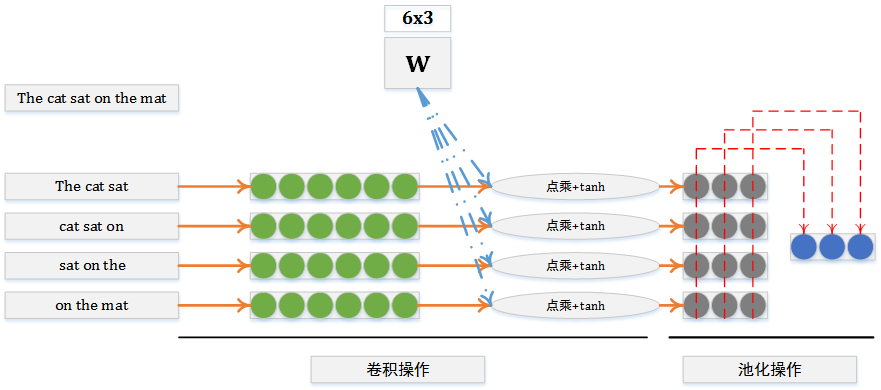 6x3
W
The cat sat on the mat
The cat sat
点乘+tanh
cat sat on
点乘+tanh
sat on the
点乘+tanh
on the mat
点乘+tanh
卷积操作
池化操作